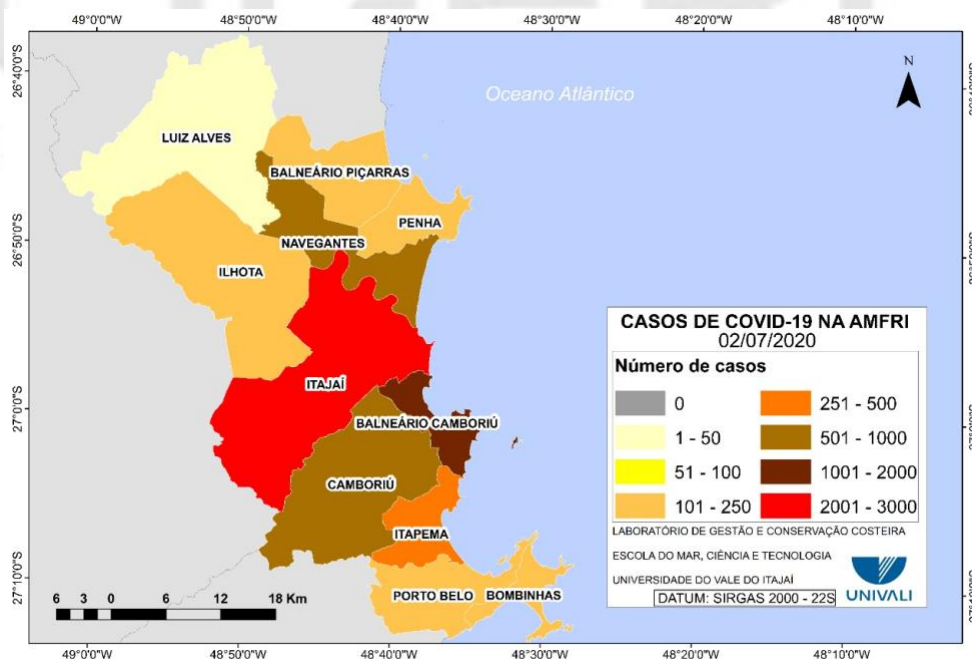 49°0'0"W 48°50'0"W 48°40'0"W 48°30'0"W 48°20'0"W 48°10'0"W
26°40'0"S
26°50'0"S
27°0'0"S
27°10'0"S
Oceano Atlântico
N
LUIZ ALVES
BALNEÁRIO PIÇARRAS
PENHA
NAVEGANTES
ILHOTA
ITAJAÍ
BALNEÁRIO CAMBORIÚ
CAMBORIÚ
ITAPEMA
PORTO BELO
BOMBINHAS
CASOS DE COVID-19 NA AMFRI
02/07/2020
Número de casos
0
1 - 50
51 - 100
101 - 250
251 - 500
501 - 1000
1001 - 2000
2001 - 3000
LABORATÓRIO DE GESTÃO E CONSERVAÇÃO COSTEIRA
ESCOLA DO MAR, CIÊNCIA E TECNOLOGIA
UNIVERSIDADE DO VALE DO ITAJAÍ
DATUM: SIRGAS 2000 - 22S
UNIVALI
6 3 0 6 12 18 Km
49°0'0"W 48°50'0"W 48°40'0"W 48°30'0"W 48°20'0"W 48°10'0"W